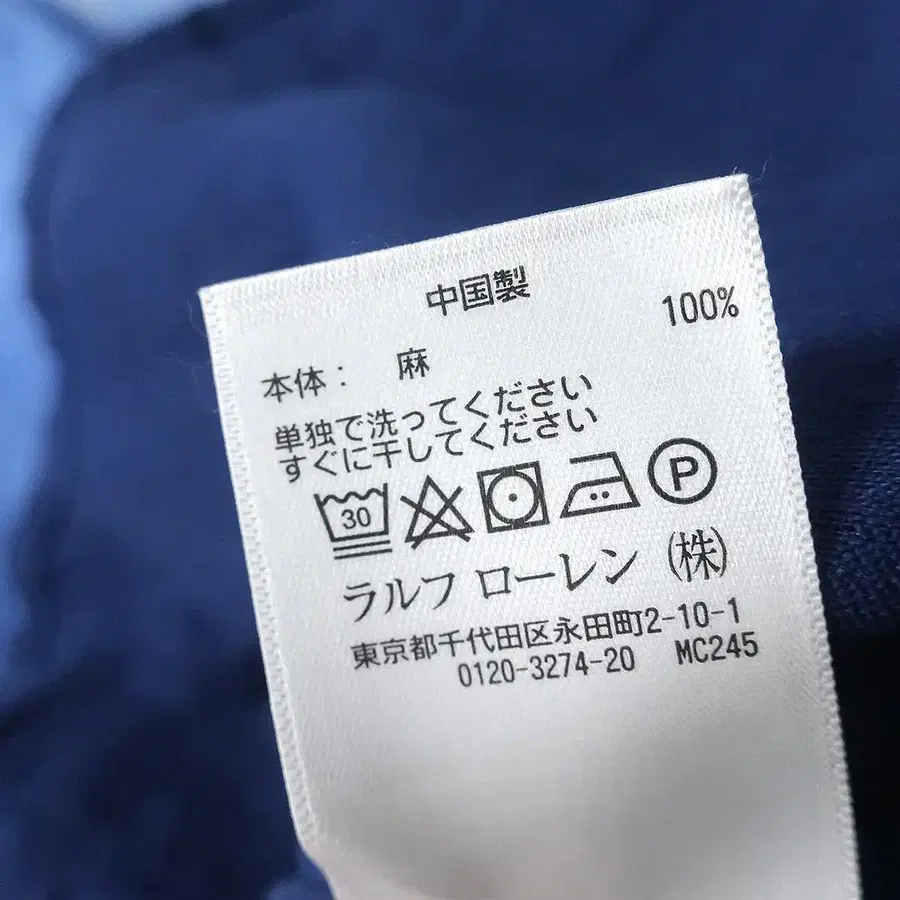 中国製
100%
本体： 麻
単独で洗ってください
すぐに干してください
30 P
ラルフ ローレン (株)
東京都千代田区永田町2-10-1
0120-3274-20 MC245